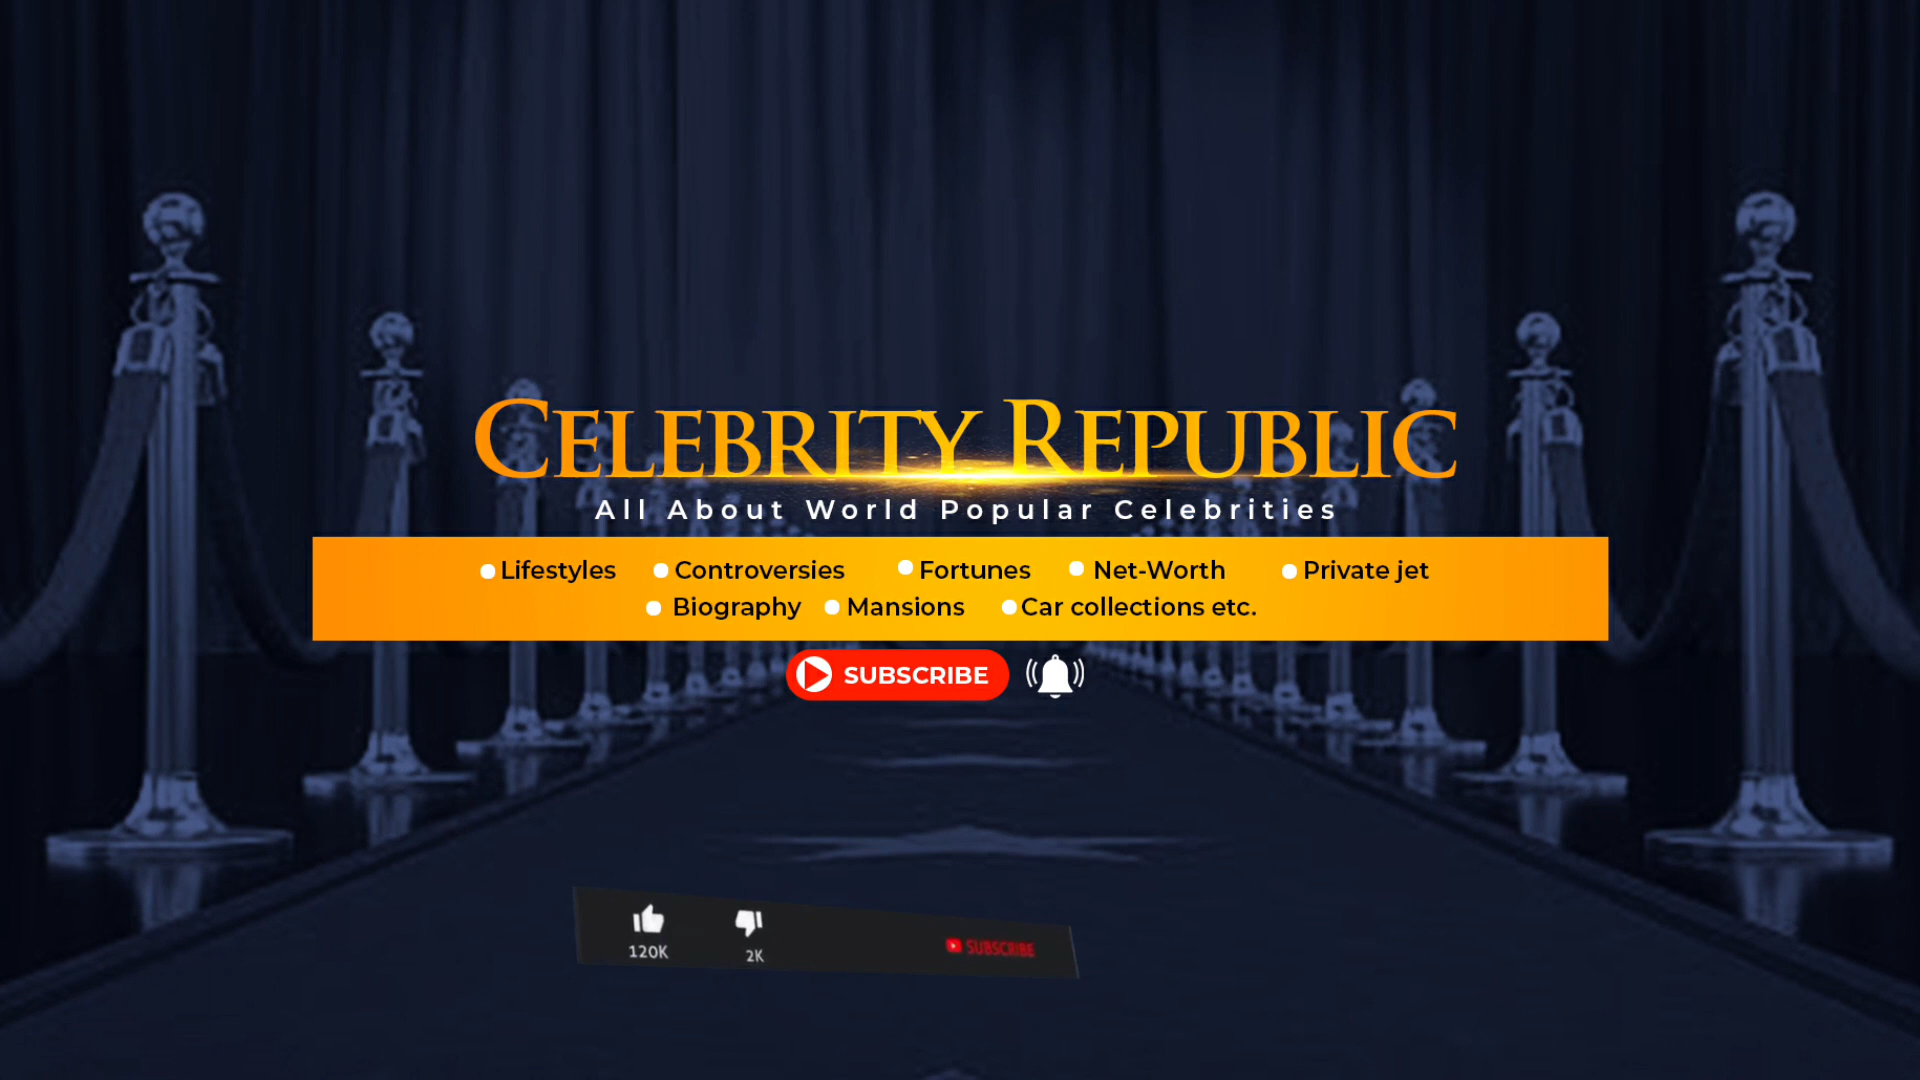 Celebrity Republic
All About World Popular Celebrities
Lifestyles Controversies Fortunes Net-Worth Private jet
Biography Mansions Car collections etc.
SUBSCRIBE
120K 2K SUBSCRIBE